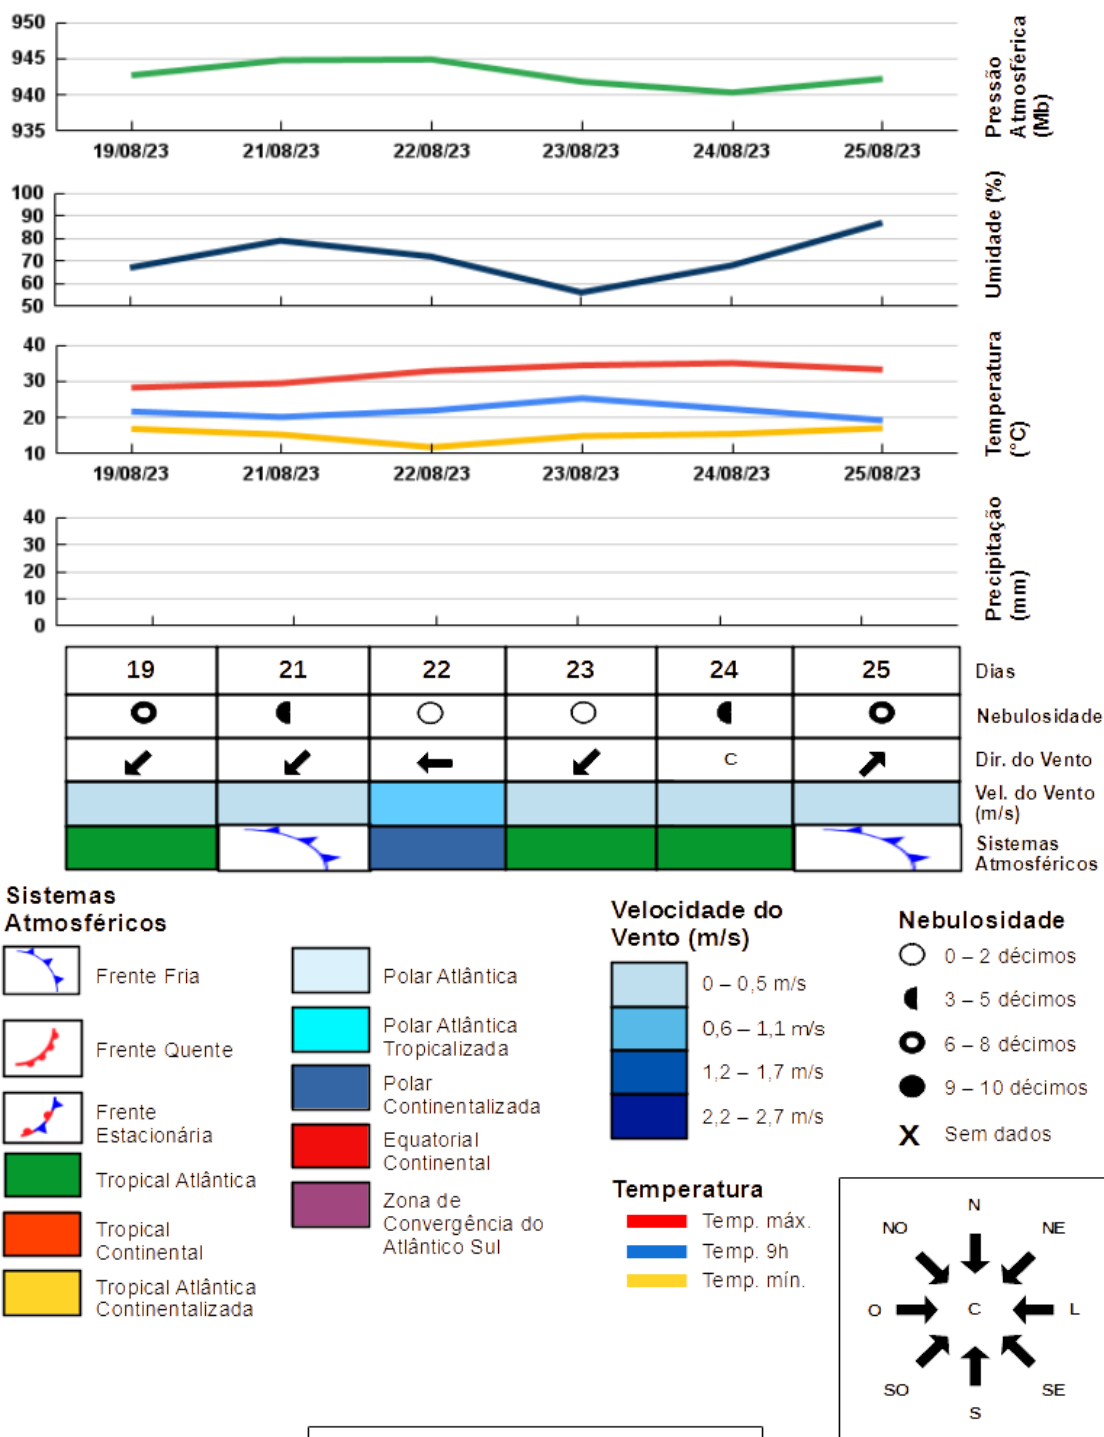 950
945
940
935
19/08/23 21/08/23 22/08/23 23/08/23 24/08/23 25/08/23
Pressão
Atmosférica
(Mb)
100
90
80
70
60
50
Umidade (%)
40
30
20
10
19/08/23 21/08/23 22/08/23 23/08/23 24/08/23 25/08/23
Temperatura
(°C)
40
30
20
10
0
Precipitação
(mm)
19 21 22 23 24 25 Dias
Nebulosidade
C Dir. do Vento
Vel. do Vento
(m/s)
Sistemas
Atmosféricos
Sistemas
Atmosféricos
Frente Fria
Frente Quente
Frente
Estacionária
Tropical Atlântica
Tropical
Continental
Tropical Atlântica
Continentalizada
Polar Atlântica
Polar Atlântica
Tropicalizada
Polar
Continentalizada
Equatorial
Continental
Zona de
Convergência do
Atlântico Sul
Velocidade do
Vento (m/s)
0 – 0,5 m/s
0,6 – 1,1 m/s
1,2 – 1,7 m/s
2,2 – 2,7 m/s
Temperatura
Temp. máx.
Temp. 9h
Temp. mín.
Nebulosidade
0 – 2 décimos
3 – 5 décimos
6 – 8 décimos
9 – 10 décimos
X Sem dados
N
NO NE
O C L
SO SE
S